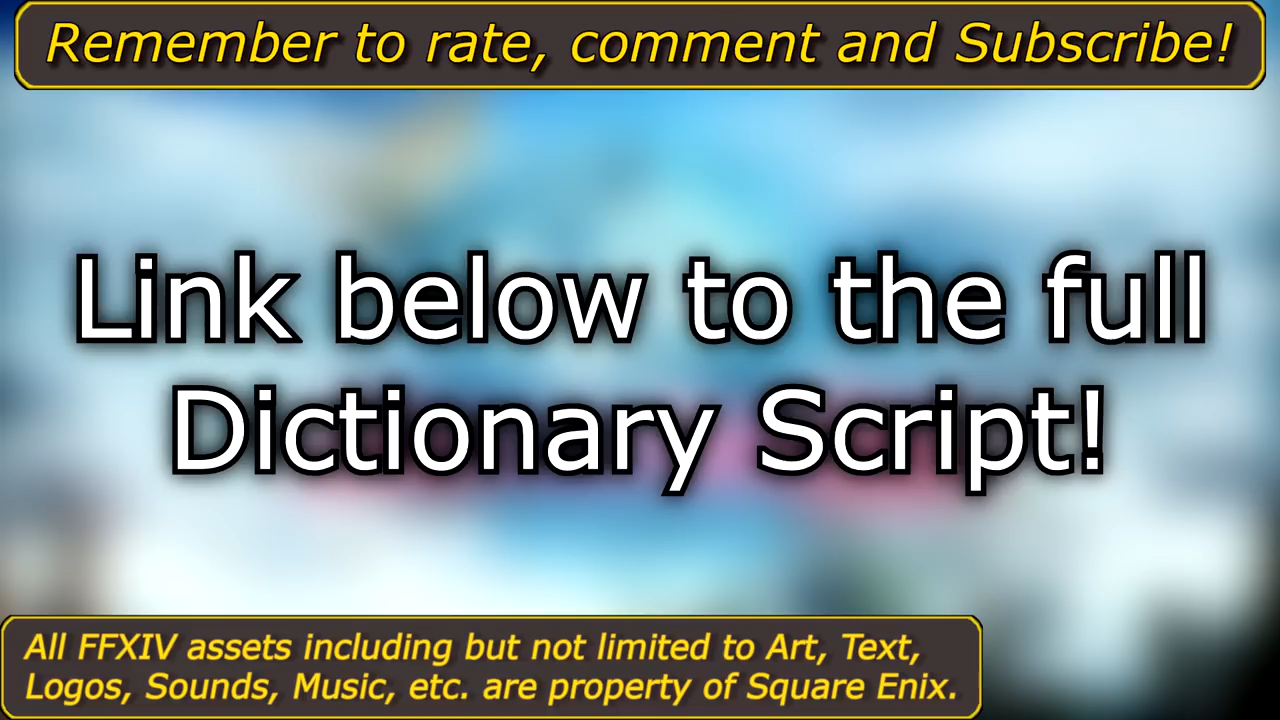 Remember to rate, comment and Subscribe!
Link below to the full
Dictionary Script!
All FFXIV assets including but not limited to Art, Text,
Logos, Sounds, Music, etc. are property of Square Enix.